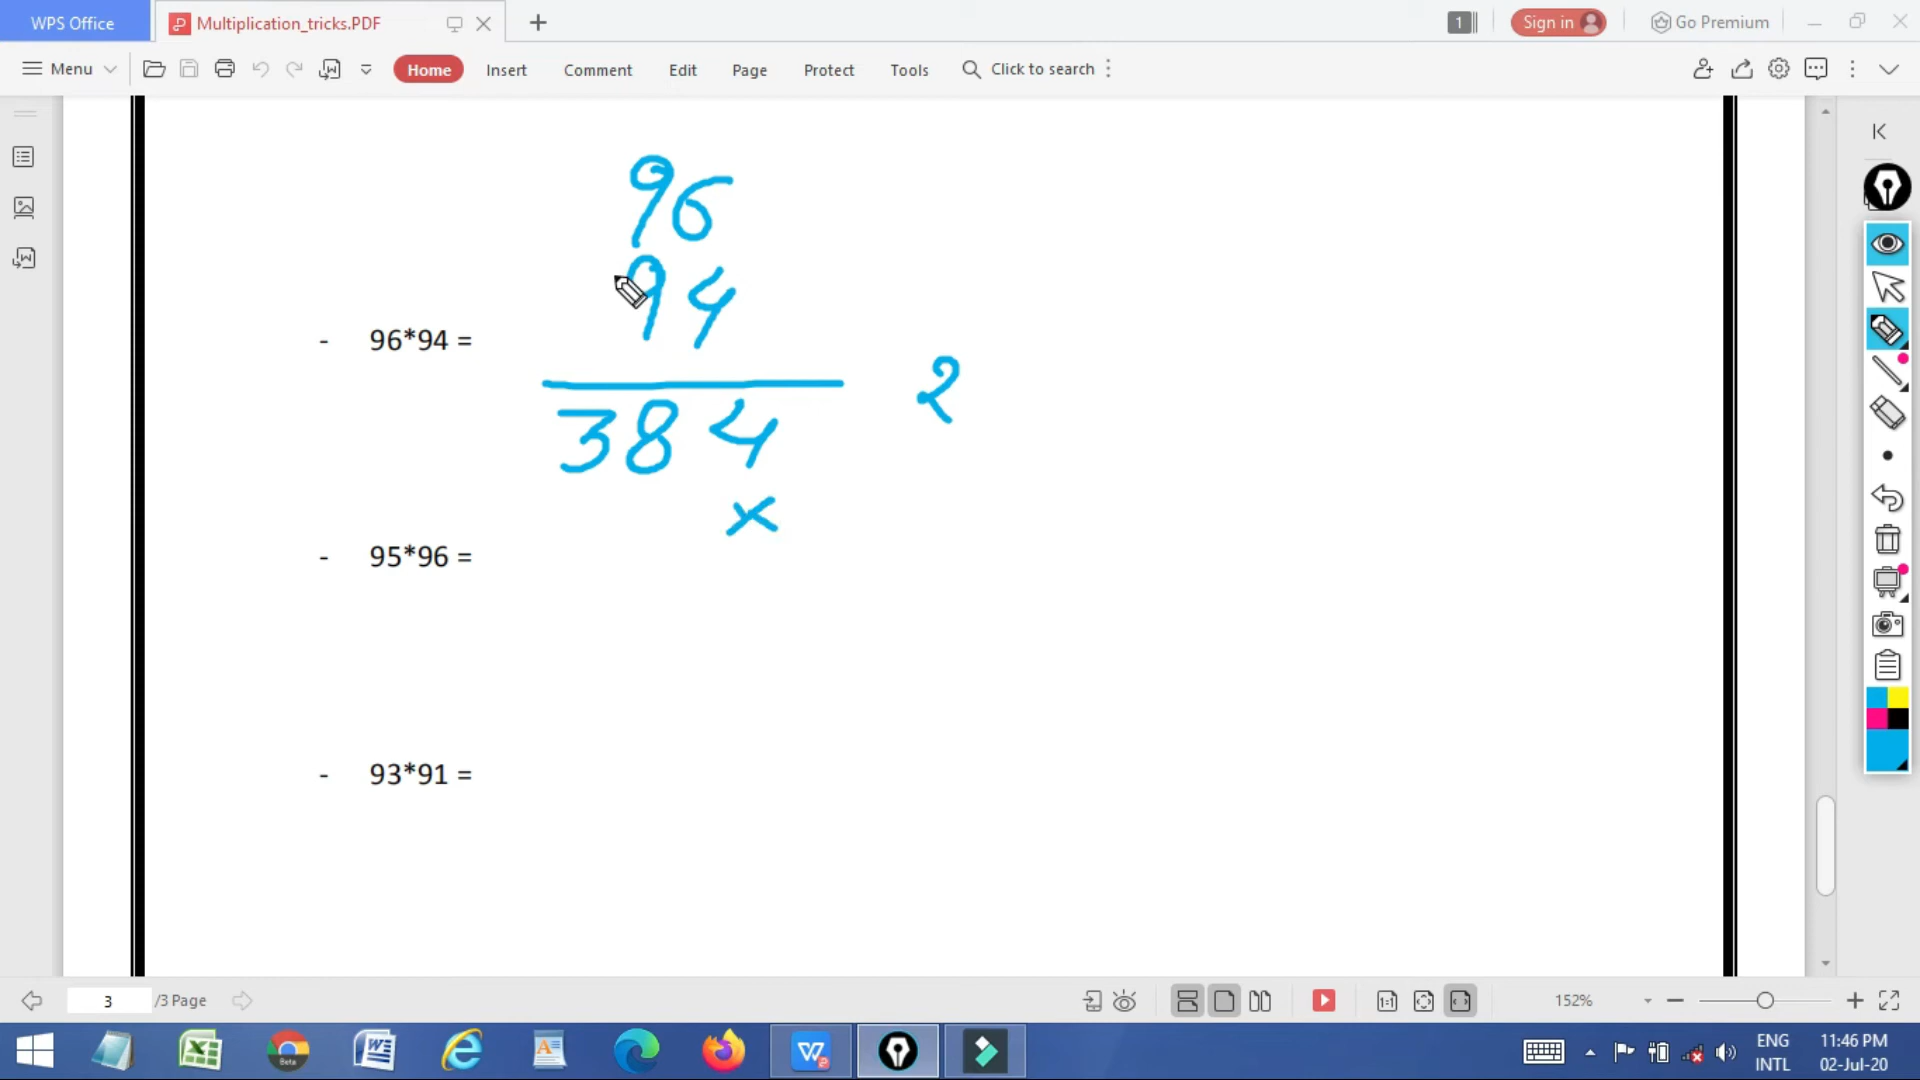 WPS Office
Multiplication_tricks.PDF
1
Sign in
Go Premium
Menu
Home
Insert
Comment
Edit
Page
Protect
Tools
Click to search
96
94
- 96*94 =
2
384
×
- 95*96 =
- 93*91 =
3
/3 Page
152%
ENG
INTL
11:46 PM
02-Jul-20